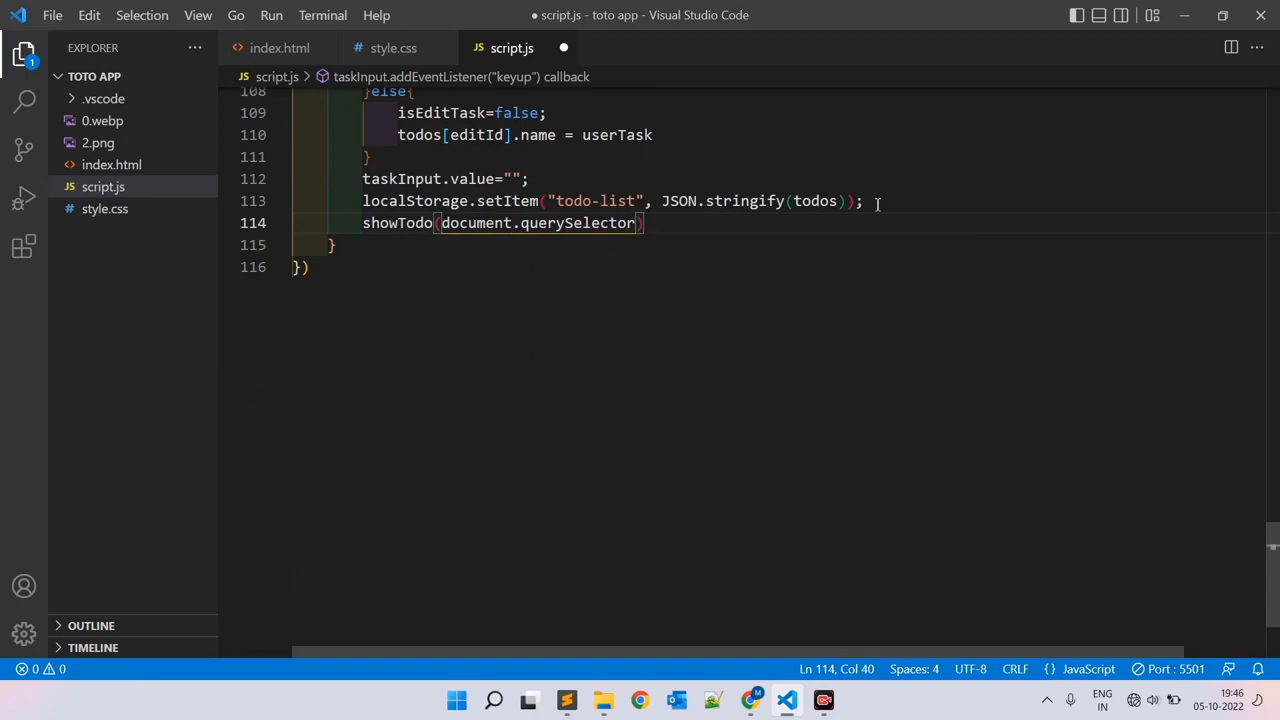 File Edit Selection View Go Run Terminal Help
● script.js - toto app - Visual Studio Code
EXPLORER
index.html
style.css
JS script.js
TOTO APP
JS script.js > taskInput.addEventListener("keyup") callback
.vscode
0.webp
2.png
index.html
JS script.js
style.css
108 }else{
109 isEditTask=false;
110 todos[editId].name = userTask
111 }
112 taskInput.value="";
113 localStorage.setItem("todo-list", JSON.stringify(todos));
114 showTodo(document.querySelector)
115 }
116 })
1
OUTLINE
TIMELINE
0 0
Ln 114, Col 40 Spaces: 4 UTF-8 CRLF {} JavaScript Port : 5501
M
ENG
IN
19:46
05-10-2022